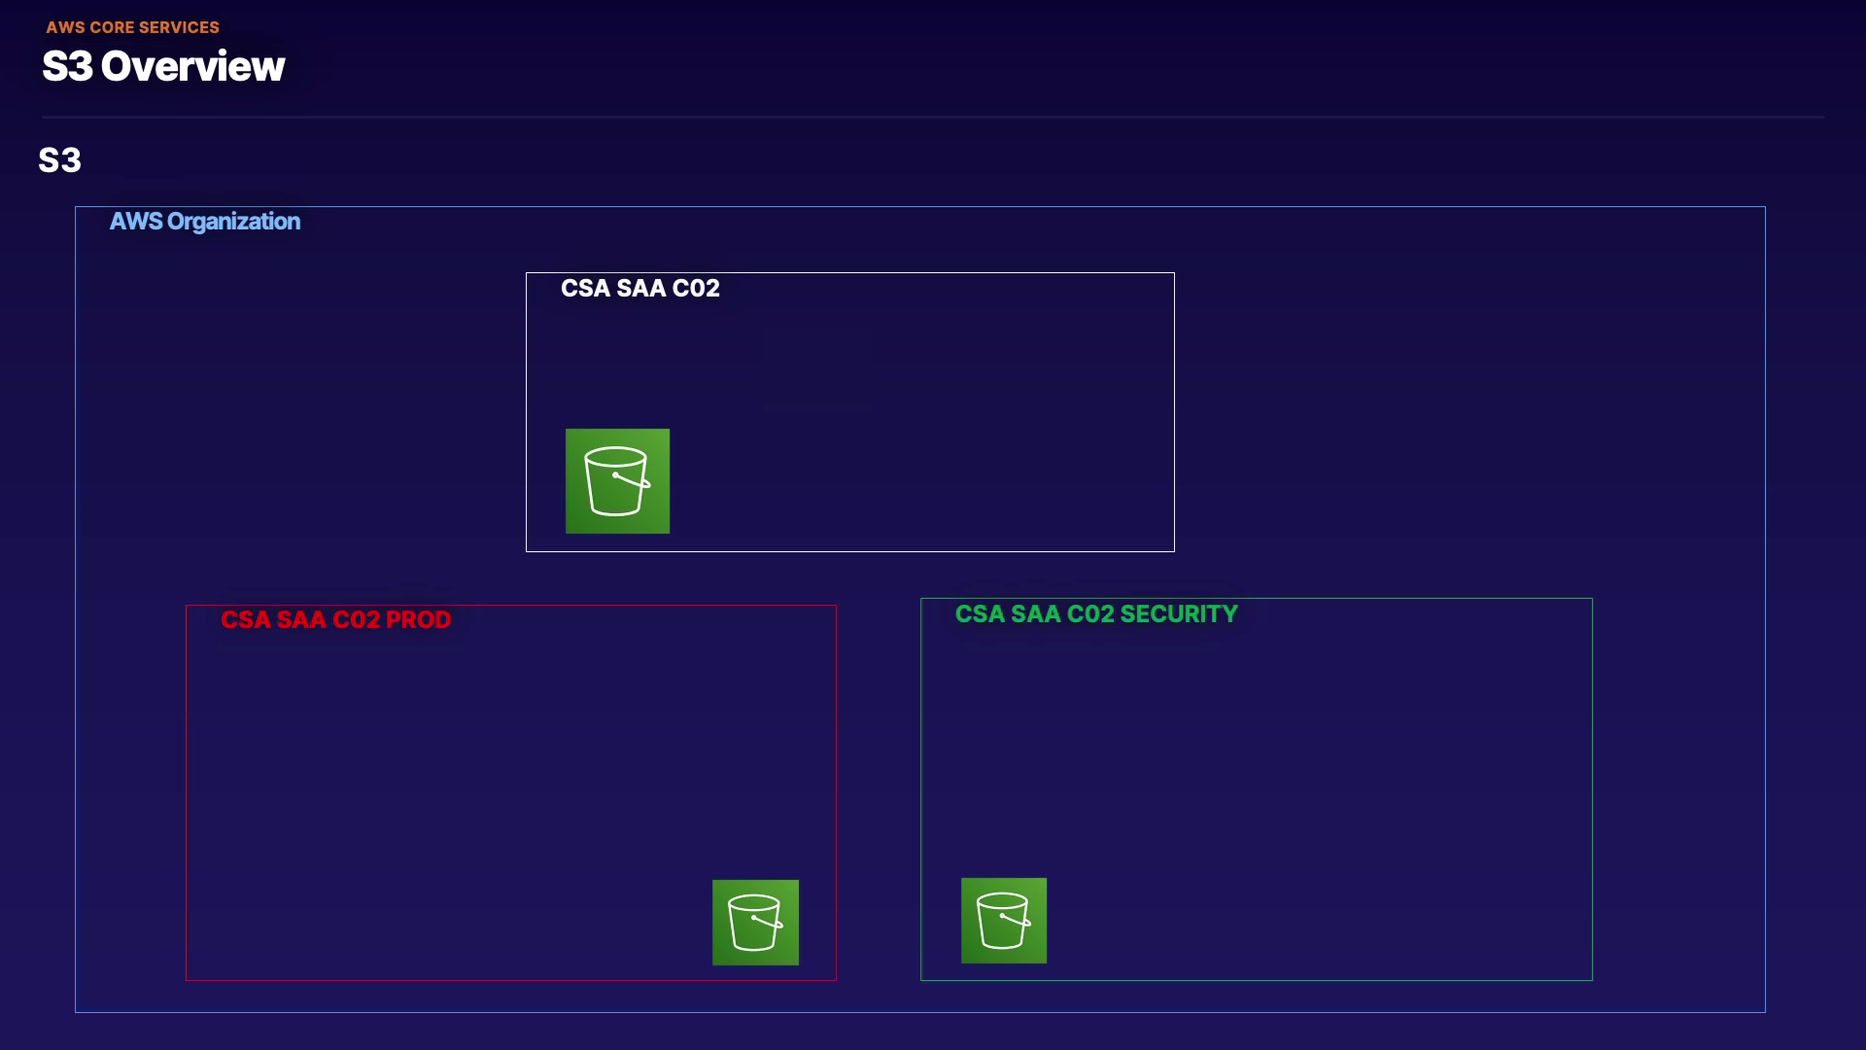 AWS CORE SERVICES
S3 Overview
S3
AWS Organization
CSA SAA C02
CSA SAA C02 PROD
CSA SAA C02 SECURITY